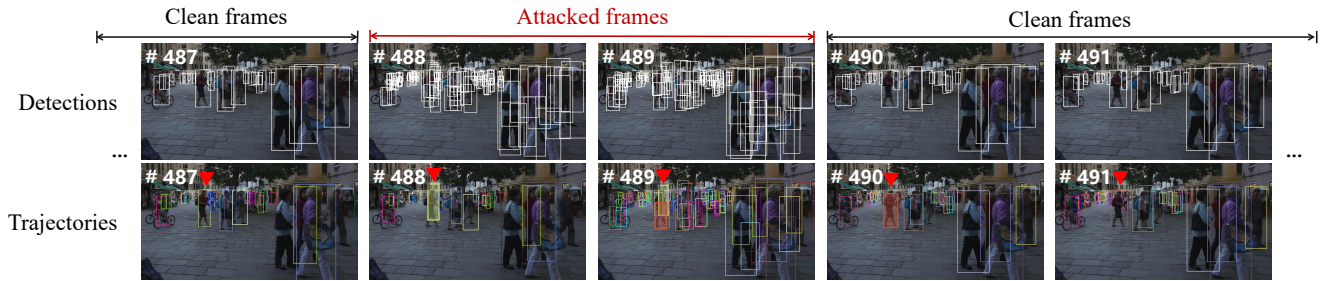 Clean frames
Attacked frames
Clean frames
Detections
# 487
# 488
# 489
# 490
# 491
...
...
Trajectories
# 487
# 488
# 489
# 490
# 491